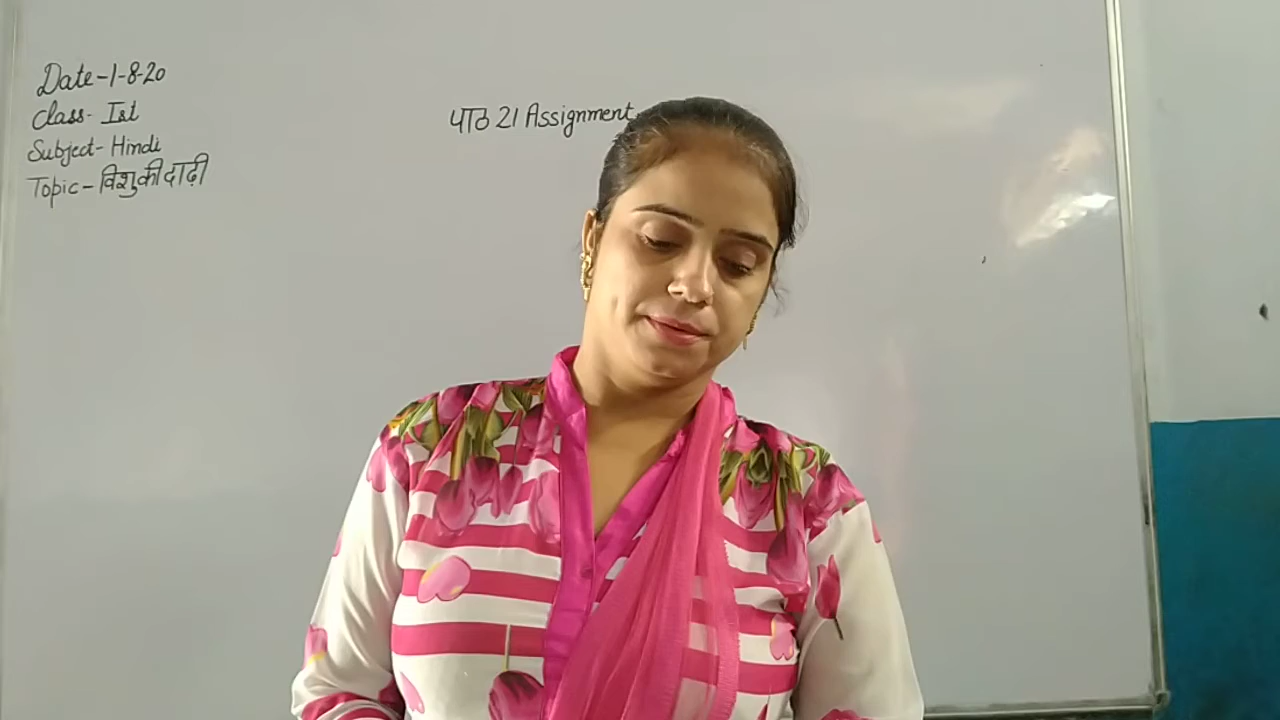 Date-1-8-20
Class- Ist
Subject- Hindi
Topic- विशु की दाढ़ी
पाठ 21 Assignment